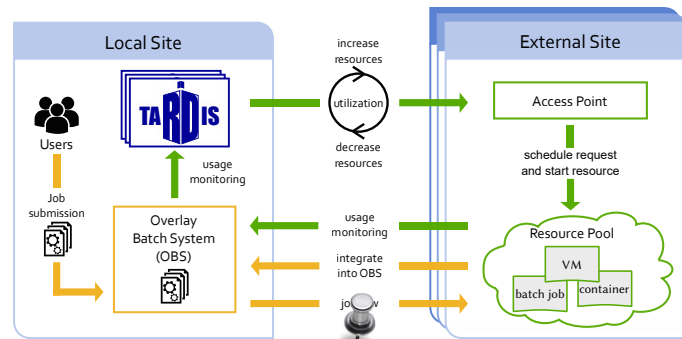 Local Site
External Site
increase
resources
TARDIS
utilization
Access Point
Users
decrease
resources
usage
monitoring
schedule request
and start resource
Job
submission
Overlay
Batch System
(OBS)
usage
monitoring
Resource Pool
integrate
into OBS
VM
batch job
container